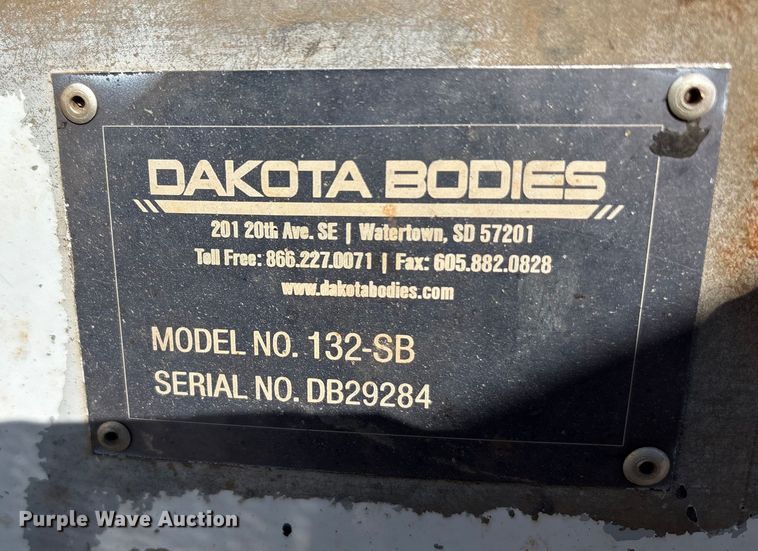 DAKOTA BODIES
201 20th Ave. SE | Watertown, SD 57201
Toll Free: 866.227.0071 | Fax: 605.882.0828
www.dakotabodies.com
MODEL NO. 132-SB
SERIAL NO. DB29284
Purple Wave Auction